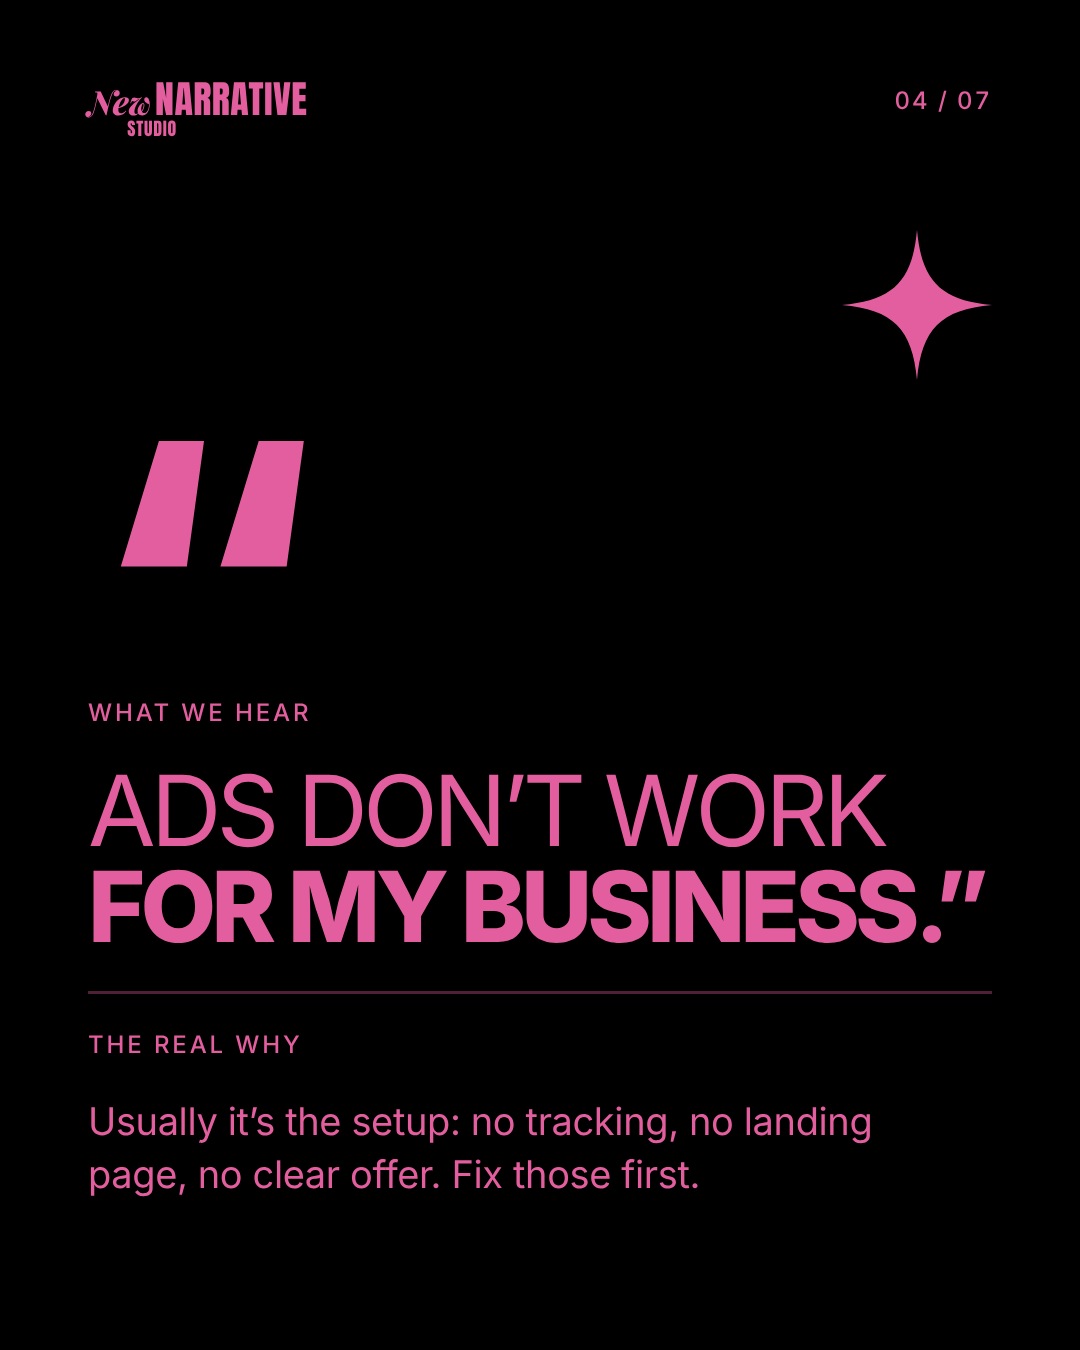 New NARRATIVE
STUDIO
04 / 07
“
WHAT WE HEAR
ADS DON’T WORK
FOR MY BUSINESS.”
THE REAL WHY
Usually it’s the setup: no tracking, no landing
page, no clear offer. Fix those first.